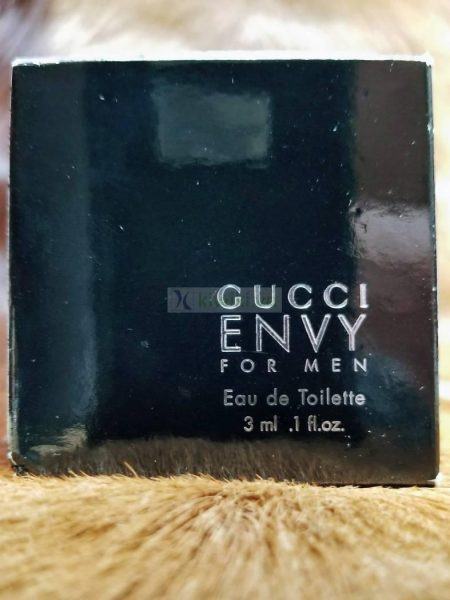 GUCCI
ENVY
FOR MEN
Eau de Toilette
3 ml .1 fl.oz.